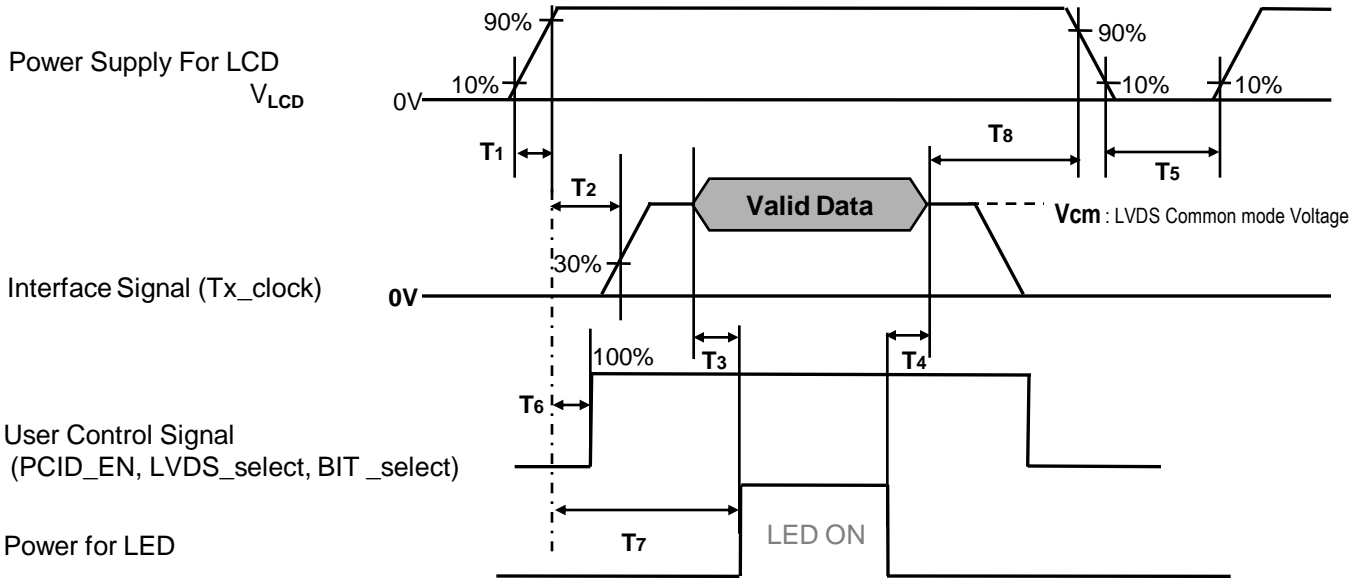 90%
90%
Power Supply For LCD
VLCD
10%
10%
10%
0V
T1
T8
T5
T2
Valid Data
Vcm : LVDS Common mode Voltage
30%
Interface Signal (Tx_clock)
0V
100%
T3
T4
T6
User Control Signal
(PCID_EN, LVDS_select, BIT _select)
T7
LED ON
Power for LED